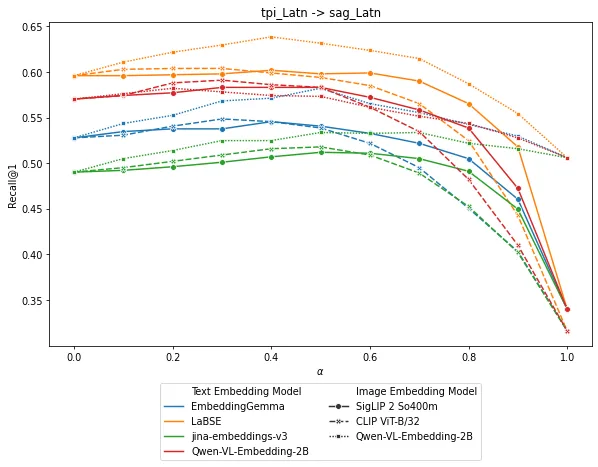 tpi_Latn -> sag_Latn
Recall@1
0.65
0.60
0.55
0.50
0.45
0.40
0.35
0.0 0.2 0.4 0.6 0.8 1.0
α
Text Embedding Model
EmbeddingGemma
LaBSE
jina-embeddings-v3
Qwen-VL-Embedding-2B
Image Embedding Model
SigLIP 2 So400m
CLIP ViT-B/32
Qwen-VL-Embedding-2B